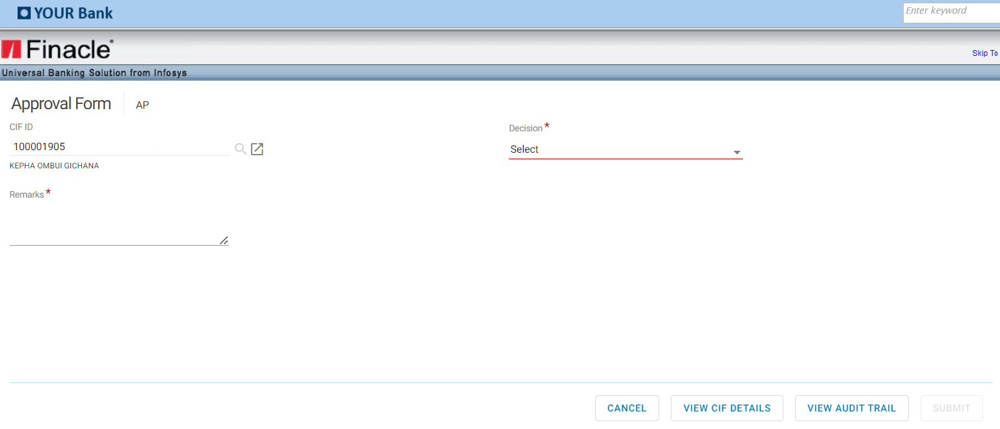 YOUR Bank
Enter keyword
Finacle
Skip To
Universal Banking Solution from Infosys
Approval Form
AP
CIF ID
Decision *
100001905
Select
KEPHA OMBUI GICHANA
Remarks *
CANCEL
VIEW CIF DETAILS
VIEW AUDIT TRAIL
SUBMIT